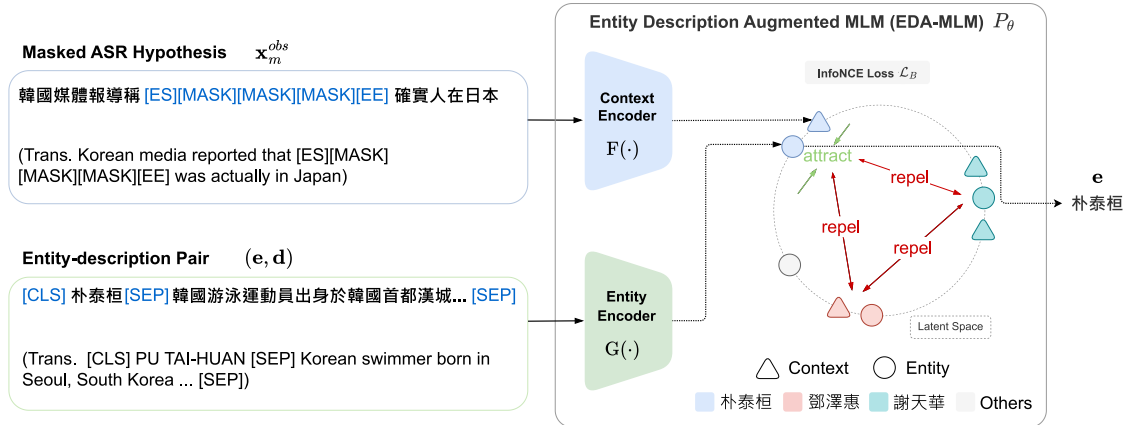 Entity Description Augmented MLM (EDA-MLM) P_θ
Masked ASR Hypothesis x_m^{obs}
韓國媒體報導稱 [ES][MASK][MASK][MASK][EE] 確實人在日本
(Trans. Korean media reported that [ES][MASK]
[MASK][MASK][EE] was actually in Japan)
Entity-description Pair (e, d)
[CLS] 朴泰桓[SEP] 韓國游泳運動員出身於韓國首都漢城... [SEP]
(Trans. [CLS] PU TAI-HUAN [SEP] Korean swimmer born in
Seoul, South Korea ... [SEP])
Context
Encoder
F(·)
Entity
Encoder
G(·)
InfoNCE Loss 𝓛_B
attract
repel
repel
repel
Latent Space
e
朴泰桓
Context
Entity
朴泰桓
鄧澤惠
謝天華
Others